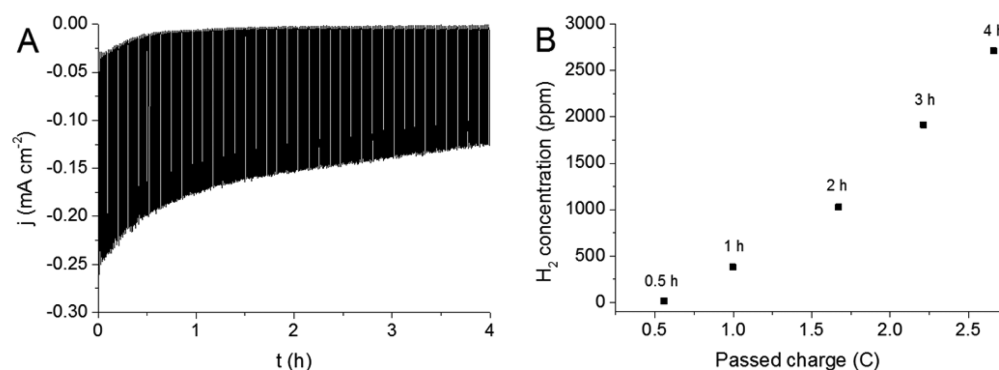 A
0.00
-0.05
-0.10
-0.15
-0.20
-0.25
-0.30
j (mA cm⁻²)
0
1
2
3
4
t (h)
B
3000
2500
2000
1500
1000
500
0
H₂ concentration (ppm)
4 h
3 h
2 h
1 h
0.5 h
0.5
1.0
1.5
2.0
2.5
Passed charge (C)